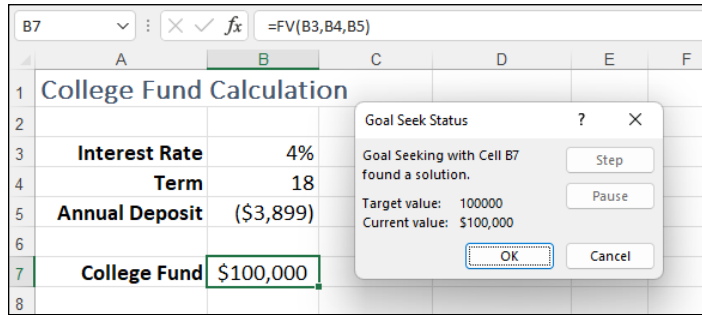 B7 fx =FV(B3,B4,B5)
A B C D E F
1 College Fund Calculation
2
3 Interest Rate 4%
4 Term 18
5 Annual Deposit ($3,899)
6
7 College Fund $100,000
8
Goal Seek Status ? ×
Goal Seeking with Cell B7
found a solution.
Step
Target value: 100000
Pause
Current value: $100,000
OK Cancel